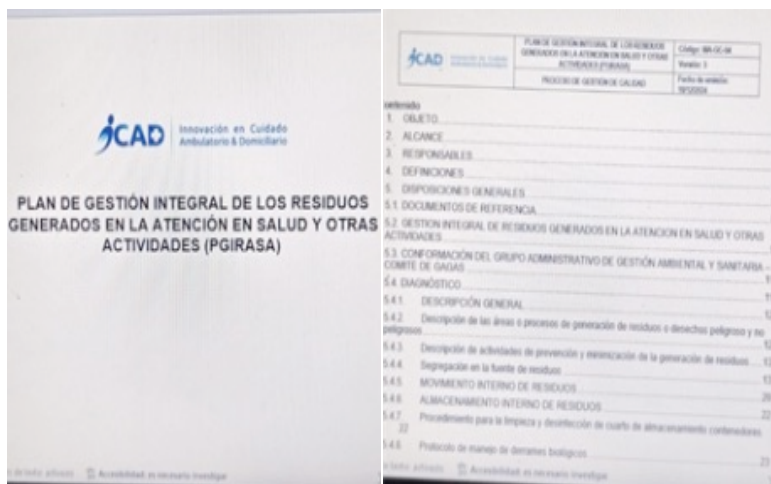 iCAD
Innovación en Cuidado
Ambulatorio & Domiciliario
PLAN DE GESTIÓN INTEGRAL DE LOS RESIDUOS
GENERADOS EN LA ATENCIÓN EN SALUD Y OTRAS
ACTIVIDADES (PGIRASA)
Accesibilidad: es necesario investigar
iCAD
PLAN DE GESTIÓN INTEGRAL DE LOS RESIDUOS
GENERADOS EN LA ATENCIÓN EN SALUD Y OTRAS
ACTIVIDADES (PGIRASA)
PROCESO DE GESTIÓN DE CALIDAD
Versión:
Fecha de emisión:
contenido
1. OBJETO
2. ALCANCE
3. RESPONSABLES
4. DEFINICIONES
5. DISPOSICIONES GENERALES
5.1. DOCUMENTOS DE REFERENCIA
5.2. GESTION INTEGRAL DE RESIDUOS GENERADOS EN LA ATENCION EN SALUD Y OTRAS
ACTIVIDADES
5.3. CONFORMACIÓN DEL GRUPO ADMINISTRATIVO DE GESTIÓN AMBIENTAL Y SANITARIA -
COMITÉ DE GAGAS
5.4. DIAGNÓSTICO
5.4.1. DESCRIPCIÓN GENERAL
5.4.2. Descripción de las áreas o procesos de generación de residuos o desechos peligro y no
peligrosos
5.4.3. Descripción de actividades de prevención y minimización de la generación de residuos
5.4.4. Segregación en la fuente de residuos
5.4.5. MOVIMIENTO INTERNO DE RESIDUOS
5.4.6. ALMACENAMIENTO INTERNO DE RESIDUOS 22
5.4.7. Procedimiento para la limpieza y desinfección de cuarto de almacenamiento contenedores
22
5.4.8. Protocolo de manejo de derrames biológicos
Accesibilidad: es necesario investigar